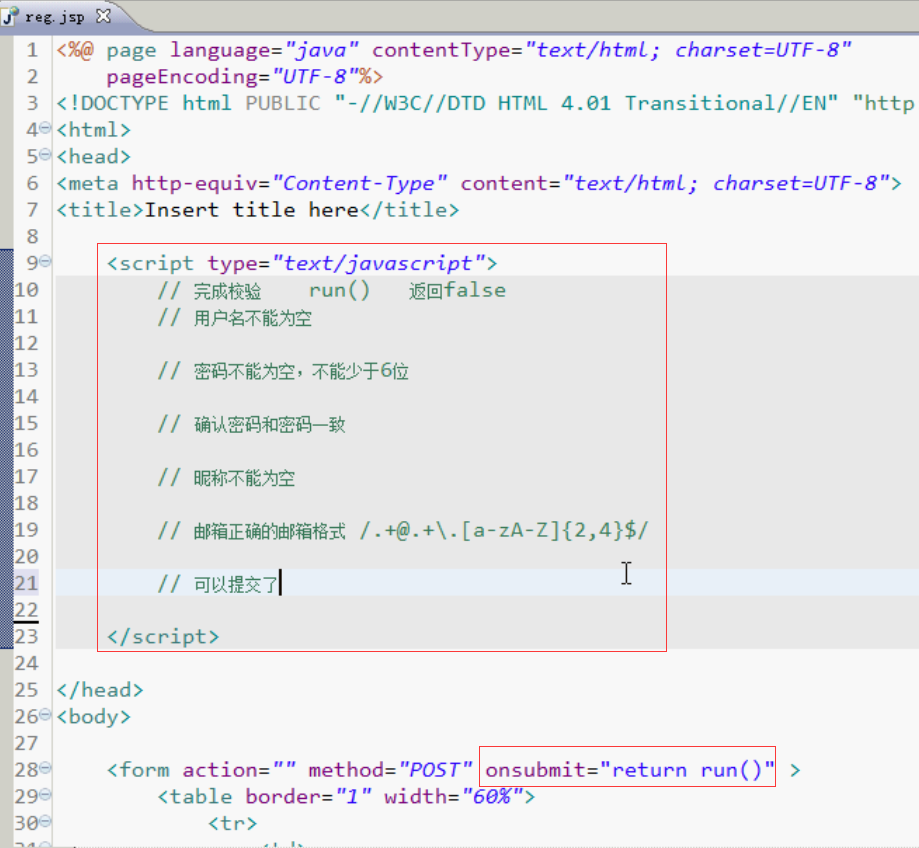 reg.jsp
1 <%@ page language="java" contentType="text/html; charset=UTF-8"
2 pageEncoding="UTF-8"%>
3 <!DOCTYPE html PUBLIC "-//W3C//DTD HTML 4.01 Transitional//EN" "http
4 <html>
5 <head>
6 <meta http-equiv="Content-Type" content="text/html; charset=UTF-8">
7 <title>Insert title here</title>
8
9 <script type="text/javascript">
10 // 完成校验 run() 返回false
11 // 用户名不能为空
12
13 // 密码不能为空，不能少于6位
14
15 // 确认密码和密码一致
16
17 // 昵称不能为空
18
19 // 邮箱正确的邮箱格式 /.+@.+\.[a-zA-Z]{2,4}$/
20
21 // 可以提交了
22
23 </script>
24
25 </head>
26 <body>
27
28 <form action="" method="POST" onsubmit="return run()" >
29 <table border="1" width="60%">
30 <tr>